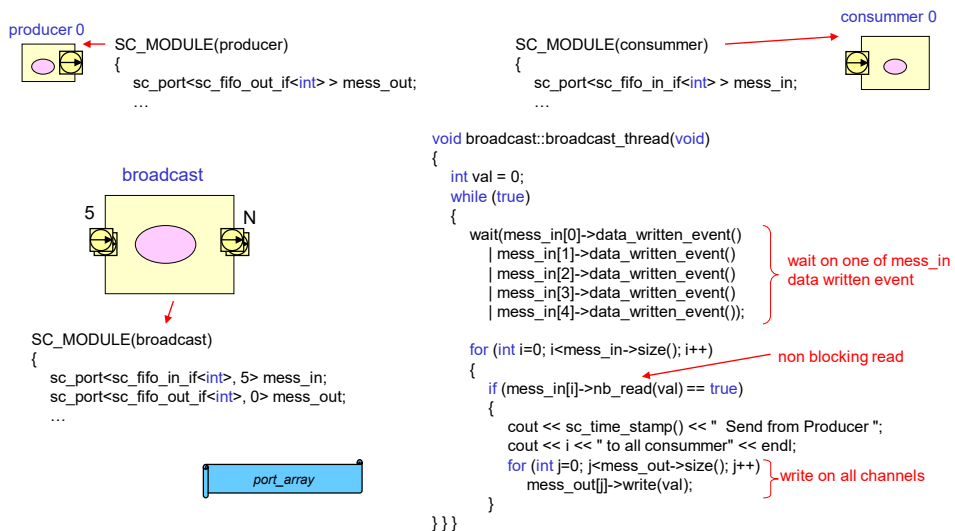 producer 0
SC_MODULE(producer)
{
sc_port<sc_fifo_out_if<int> > mess_out;
…
consummer 0
SC_MODULE(consummer)
{
sc_port<sc_fifo_in_if<int> > mess_in;
…
broadcast
5
N
SC_MODULE(broadcast)
{
sc_port<sc_fifo_in_if<int>, 5> mess_in;
sc_port<sc_fifo_out_if<int>, 0> mess_out;
…
port_array
void broadcast::broadcast_thread(void)
{
int val = 0;
while (true)
{
wait(mess_in[0]->data_written_event()
| mess_in[1]->data_written_event()
| mess_in[2]->data_written_event()
| mess_in[3]->data_written_event()
| mess_in[4]->data_written_event());
wait on one of mess_in
data written event
for (int i=0; i<mess_in->size(); i++)
non blocking read
{
if (mess_in[i]->nb_read(val) == true)
{
cout << sc_time_stamp() << "  Send from Producer ";
cout << i << " to all consummer" << endl;
for (int j=0; j<mess_out->size(); j++)
mess_out[j]->write(val);
write on all channels
}
} } }